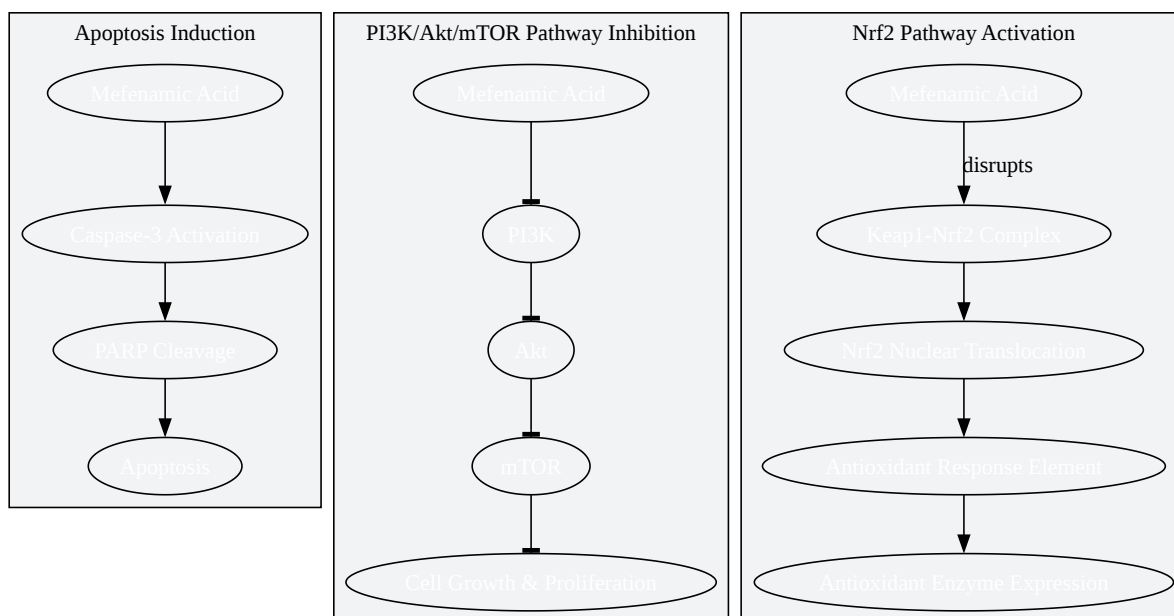 Apoptosis Induction
Mefenamic Acid
Caspase-3 Activation
PARP Cleavage
Apoptosis
PI3K/Akt/mTOR Pathway Inhibition
Mefenamic Acid
PI3K
Akt
mTOR
Cell Growth & Proliferation
Nrf2 Pathway Activation
Mefenamic Acid
disrupts
Keap1-Nrf2 Complex
Nrf2 Nuclear Translocation
Antioxidant Response Element
Antioxidant Enzyme Expression